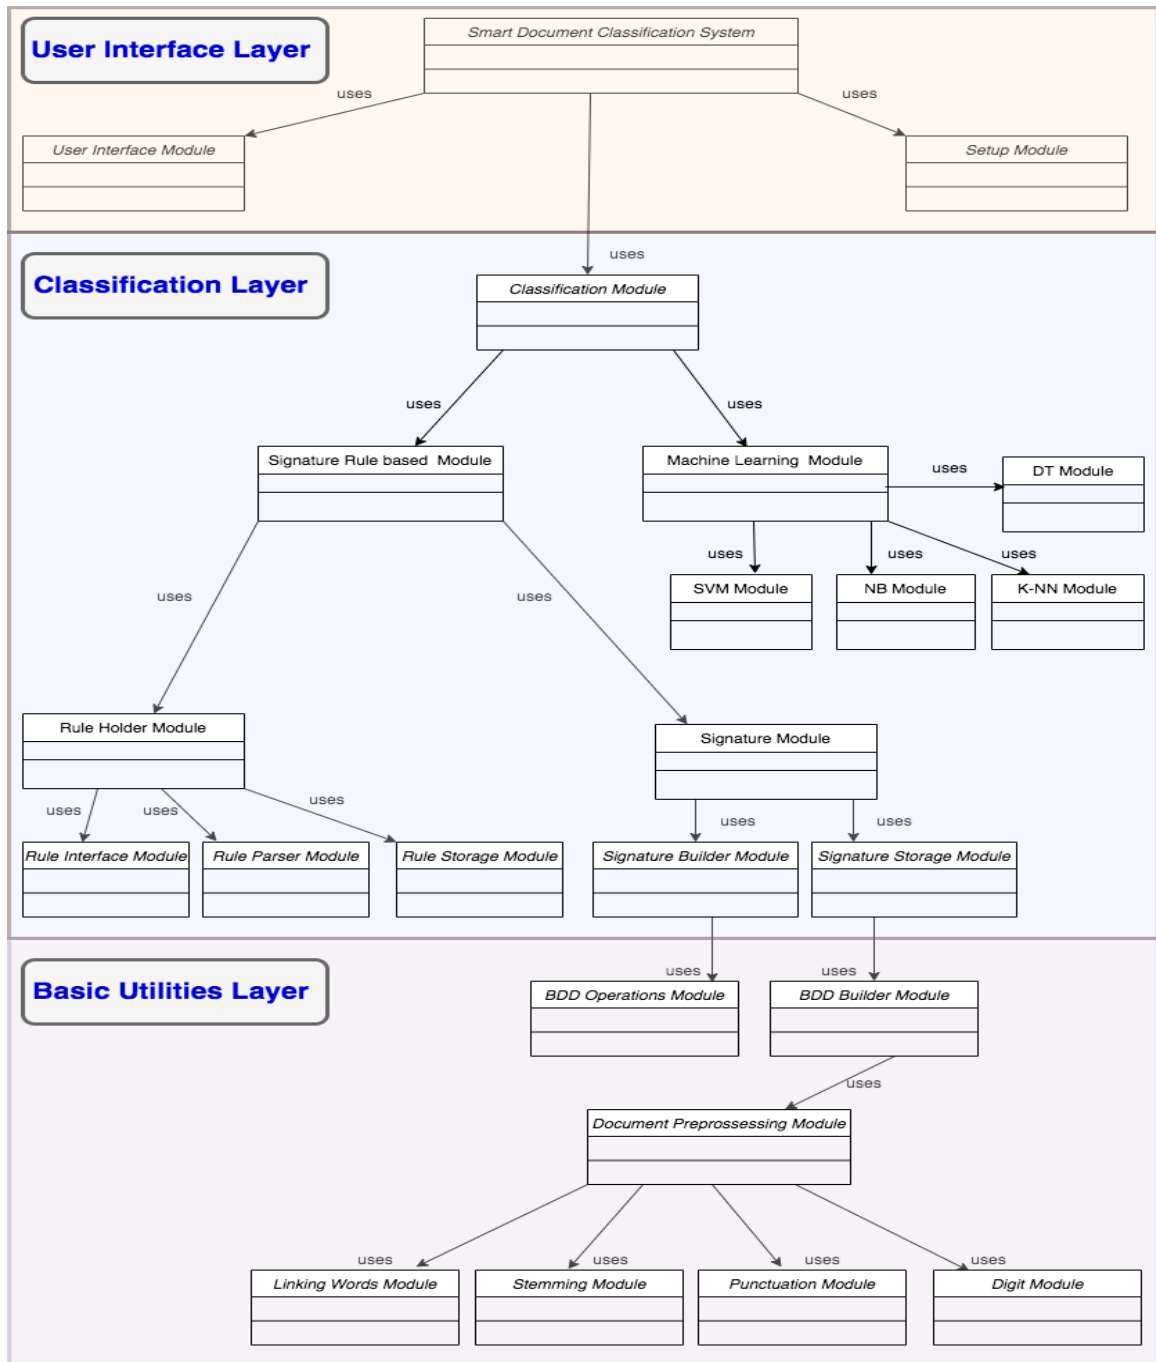 User Interface Layer
Smart Document Classification System
uses
uses
User Interface Module
Setup Module
uses
Classification Layer
Classification Module
uses
uses
Signature Rule based Module
Machine Learning Module
uses
DT Module
uses
uses
uses
SVM Module
NB Module
K-NN Module
uses
uses
Rule Holder Module
Signature Module
uses
uses
uses
uses
uses
Rule Interface Module
Rule Parser Module
Rule Storage Module
Signature Builder Module
Signature Storage Module
Basic Utilities Layer
uses
uses
BDD Operations Module
BDD Builder Module
uses
Document Preprossessing Module
uses
uses
uses
uses
Linking Words Module
Stemming Module
Punctuation Module
Digit Module